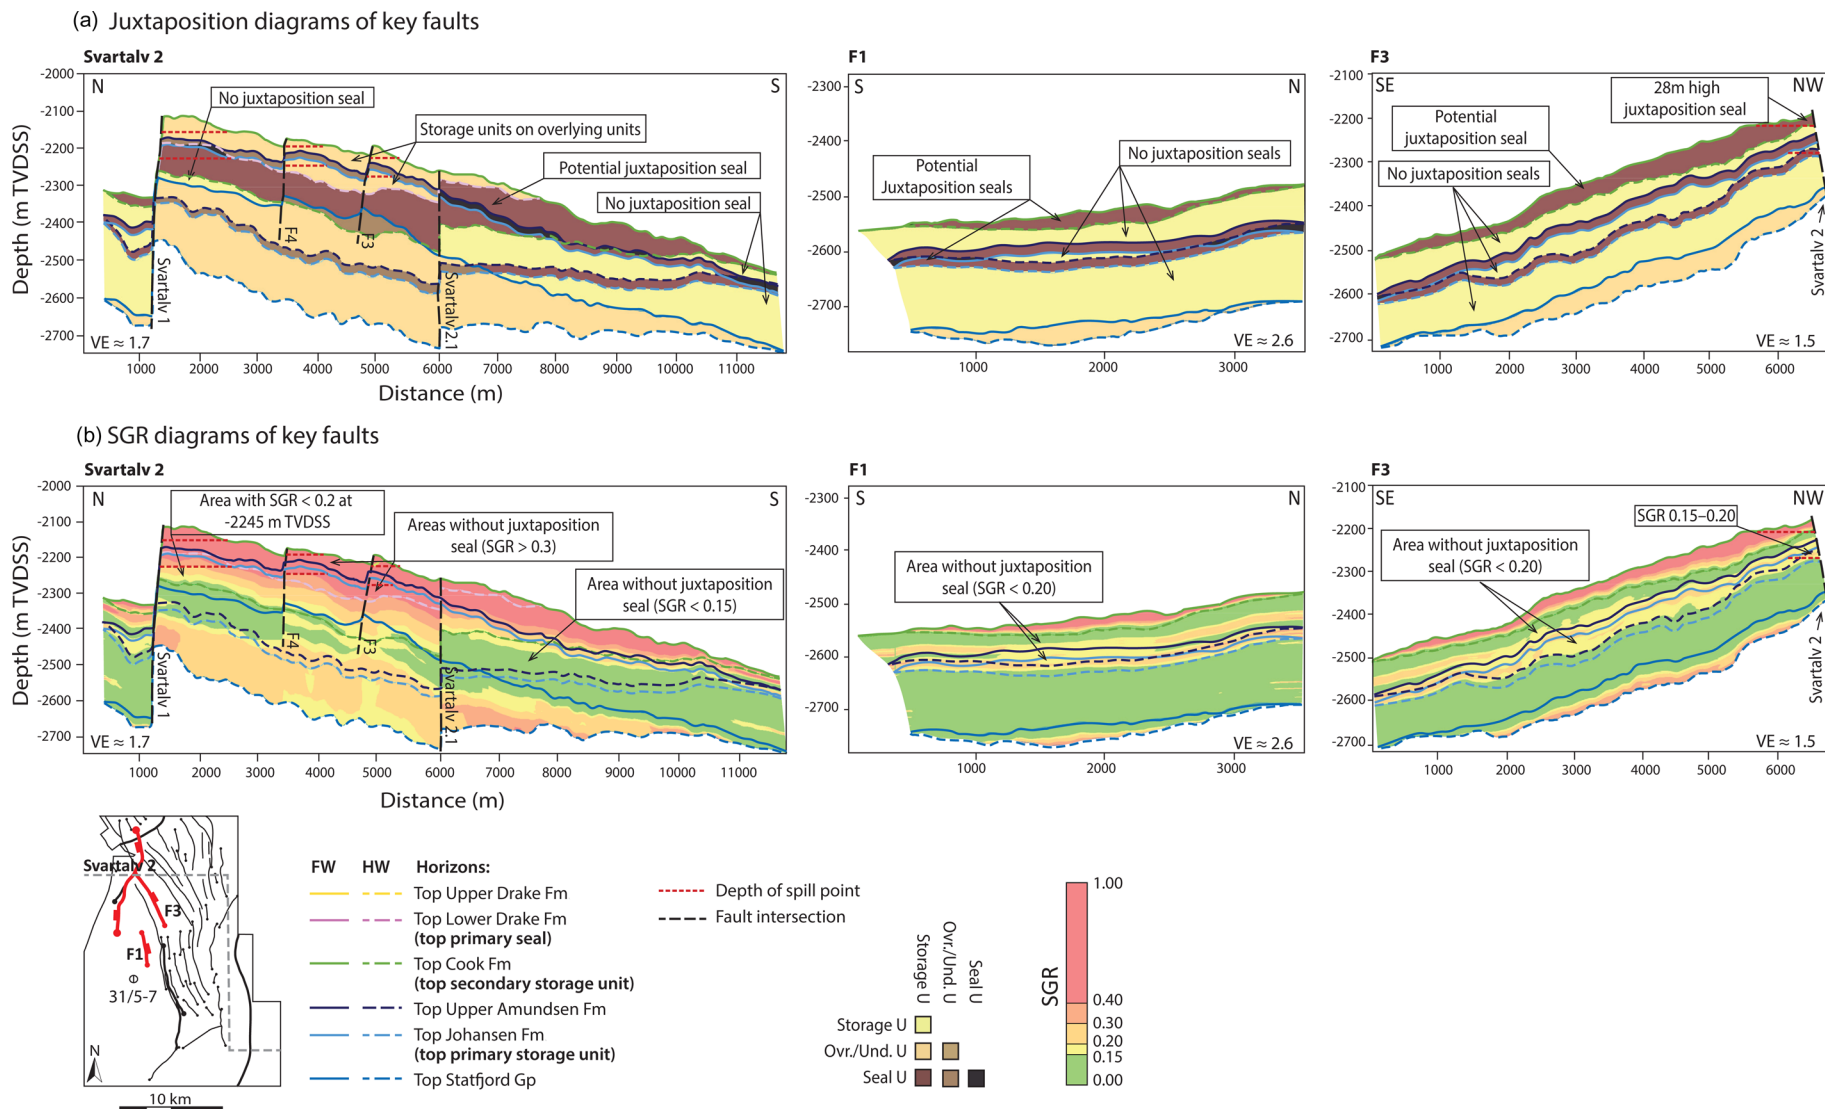 (a) Juxtaposition diagrams of key faults
Svartalv 2
F1
F3
Depth (m TVDSS)
-2000
-2100
-2200
-2300
-2400
-2500
-2600
-2700
N
S
No juxtaposition seal
Storage units on overlying units
Potential juxtaposition seal
No juxtaposition seal
Svartalv 1
F4
F3
Svartalv 2.1
VE ≈ 1.7
1000 2000 3000 4000 5000 6000 7000 8000 9000 10000 11000
Distance (m)
-2300
-2400
-2500
-2600
-2700
S
N
Potential
Juxtaposition seals
No juxtaposition seals
VE ≈ 2.6
1000 2000 3000
-2100
-2200
-2300
-2400
-2500
-2600
-2700
SE
NW
28m high
juxtaposition seal
Potential
juxtaposition seal
No juxtaposition seals
Svartalv 2
VE ≈ 1.5
1000 2000 3000 4000 5000 6000
(b) SGR diagrams of key faults
Svartalv 2
F1
F3
Depth (m TVDSS)
-2000
-2100
-2200
-2300
-2400
-2500
-2600
-2700
N
S
Area with SGR < 0.2 at
-2245 m TVDSS
Areas without juxtaposition
seal (SGR > 0.3)
Area without juxtaposition
seal (SGR < 0.15)
Svartalv 1
F4
F3
Svartalv 2.1
VE ≈ 1.7
1000 2000 3000 4000 5000 6000 7000 8000 9000 10000 11000
Distance (m)
-2300
-2400
-2500
-2600
-2700
S
N
Area without juxtaposition
seal (SGR < 0.20)
VE ≈ 2.6
1000 2000 3000
-2100
-2200
-2300
-2400
-2500
-2600
-2700
SE
NW
SGR 0.15–0.20
Area without juxtaposition
seal (SGR < 0.20)
Svartalv 2
VE ≈ 1.5
1000 2000 3000 4000 5000 6000
Svartalv 2
F3
F1
31/5-7
N
10 km
FW HW Horizons:
Top Upper Drake Fm
Top Lower Drake Fm
(top primary seal)
Top Cook Fm
(top secondary storage unit)
Top Upper Amundsen Fm
Top Johansen Fm
(top primary storage unit)
Top Statfjord Gp
Depth of spill point
Fault intersection
Storage U
Ovr./Und. U
Seal U
Storage U
Ovr./Und. U
Seal U
SGR
1.00
0.40
0.30
0.20
0.15
0.00